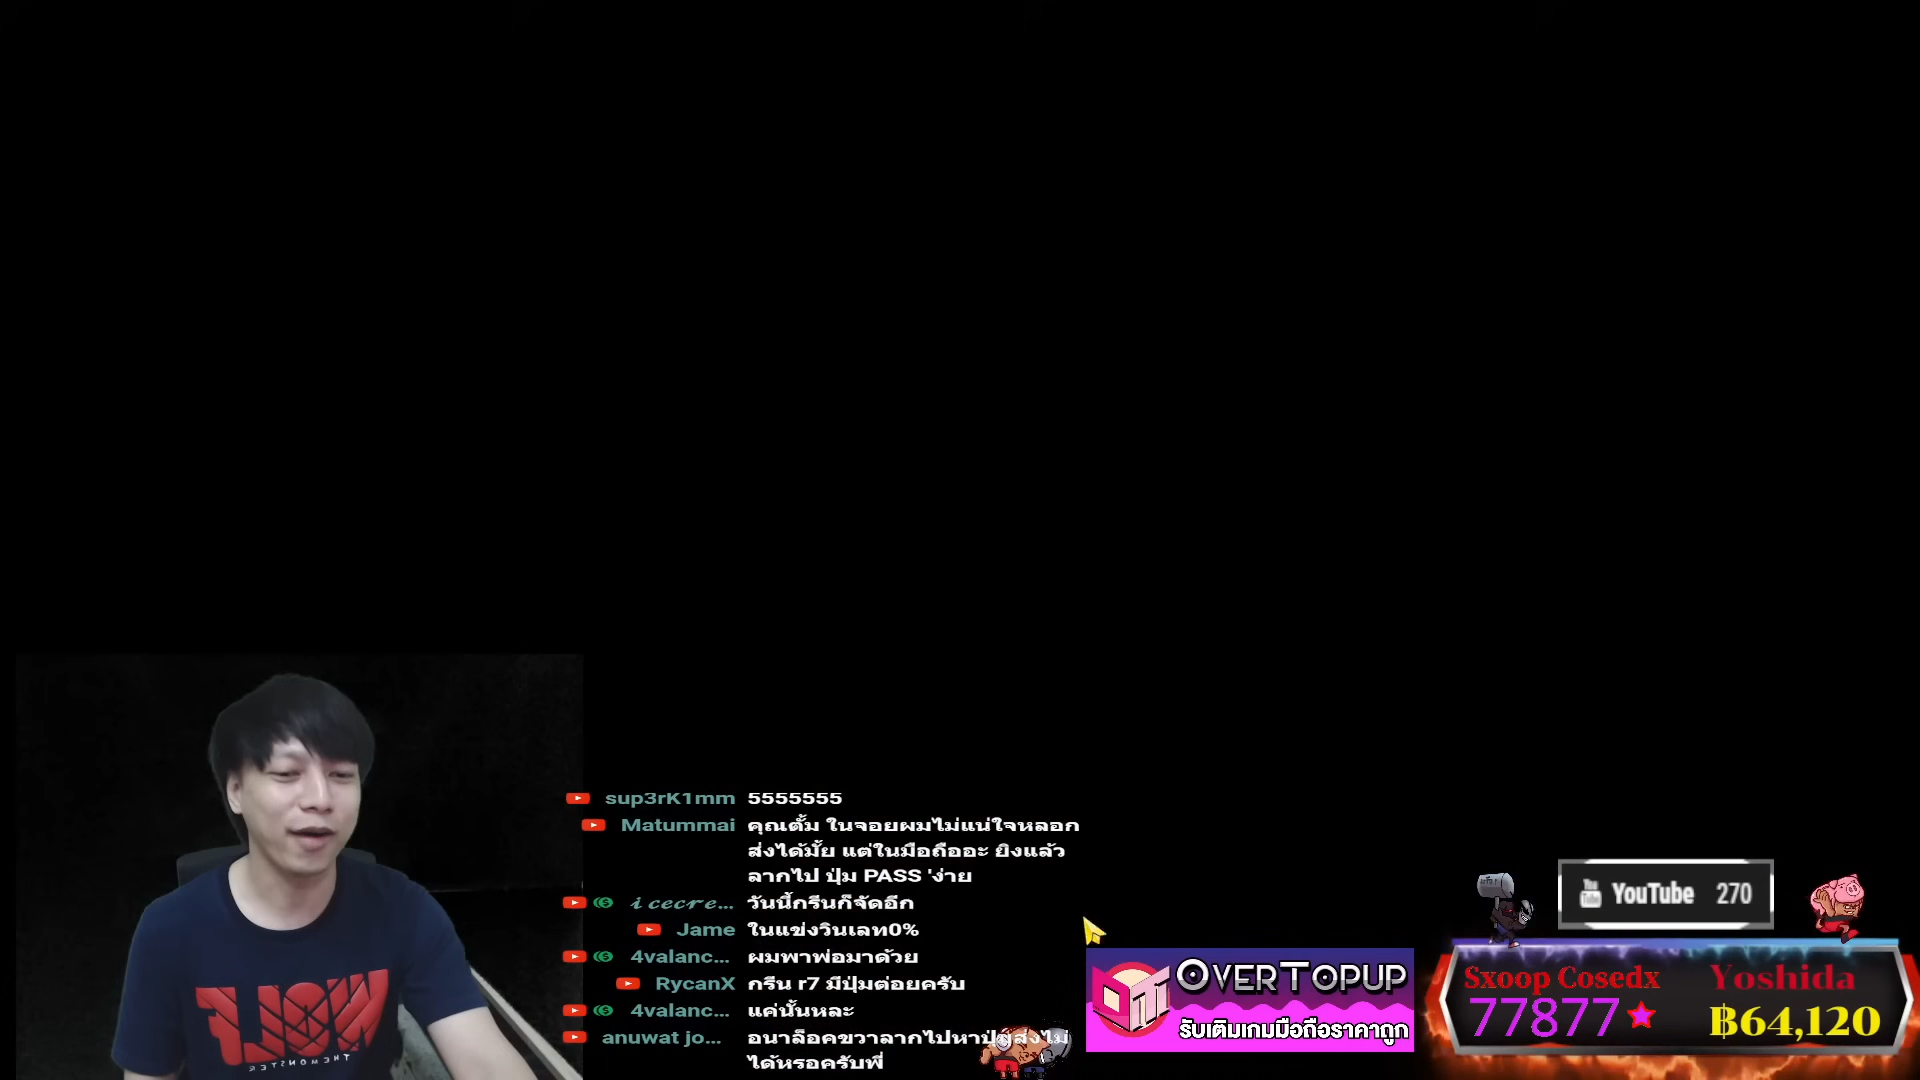 sup3rK1mm 5555555
Matummai คุณตั้ม ในจอยผมไม่แน่ใจหลอก
ส่งได้มั้ย แต่ในมือถืออะ ยิงแล้ว
ลากไป ปุ่ม PASS 'ง่าย
i cecre... วันนี้กรีนก็จัดอีก
Jame ในแข่งวินเลท0%
4valanc... ผมพาพ่อมาด้วย
RycanX กรีน r7 มีปุ่มต่อยครับ
4valanc... แค่นั้นหละ
anuwat jo... อนาล็อคขวาลากไปหาปุ่มส่งไม่
ได้หรอครับพี่
WOLF
THEMONSTER
OVERTOPUP
รับเติมเกมมือถือราคาถูก
YouTube 270
Sxoop Cosedx
77877
Yoshida
฿64,120